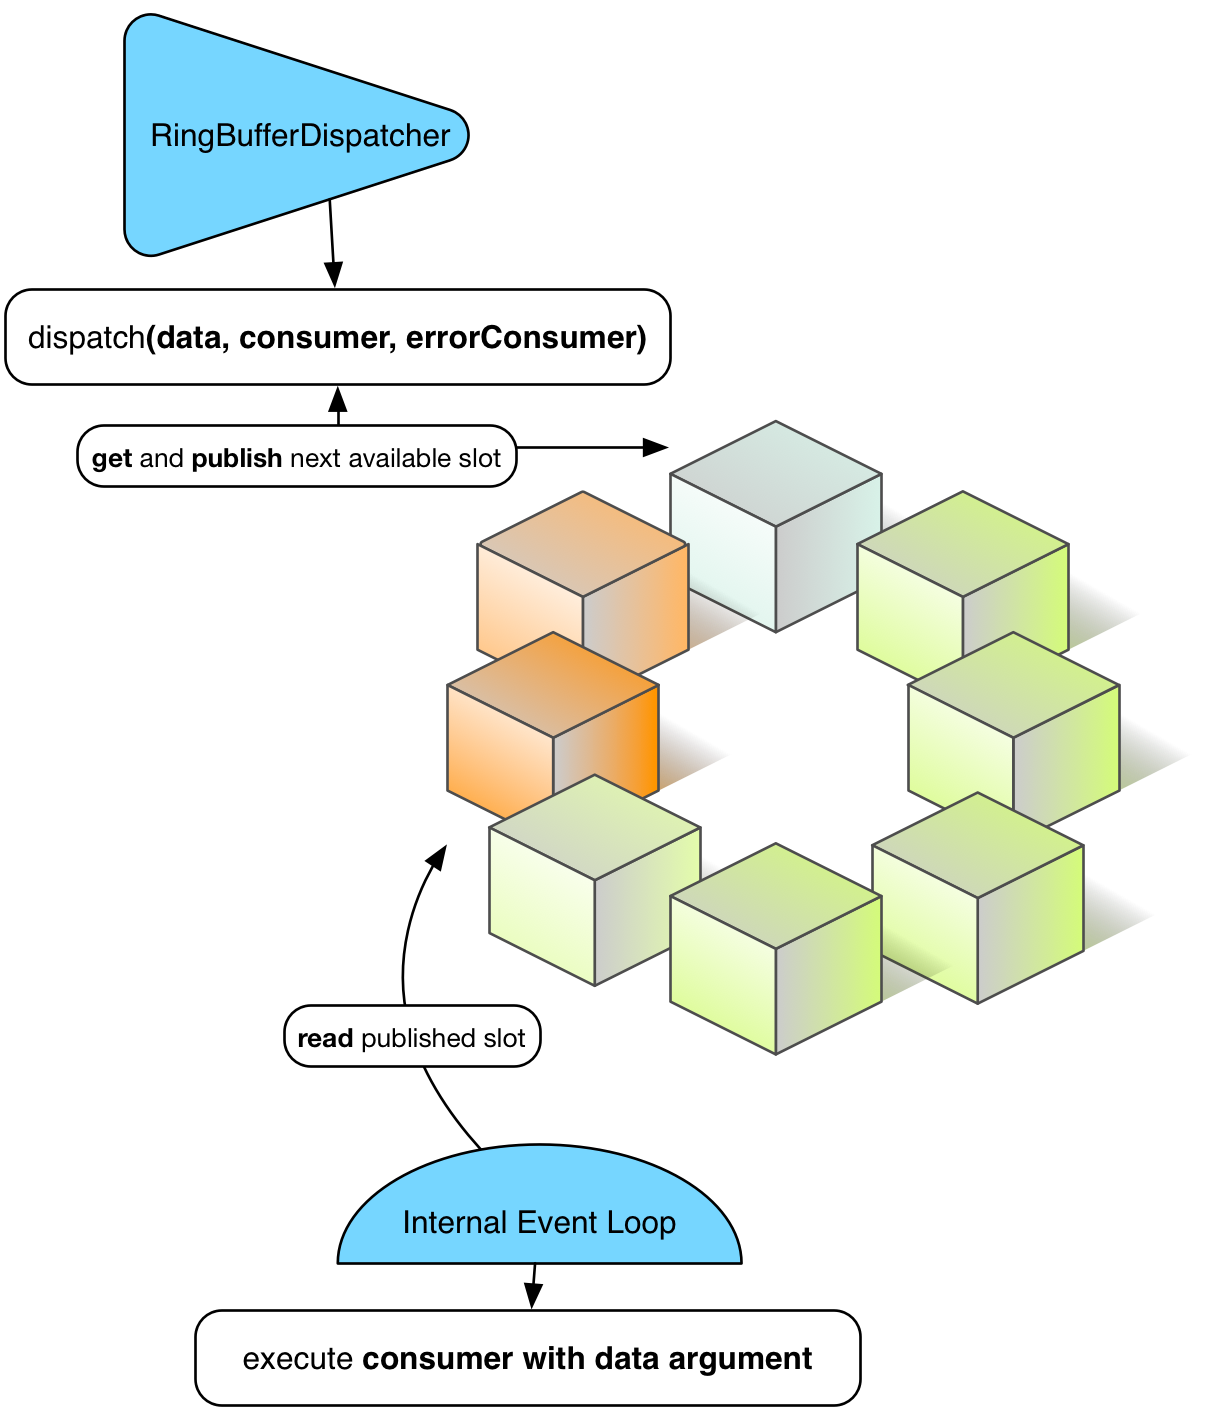 RingBufferDispatcher
dispatch(data, consumer, errorConsumer)
get and publish next available slot
read published slot
Internal Event Loop
execute consumer with data argument